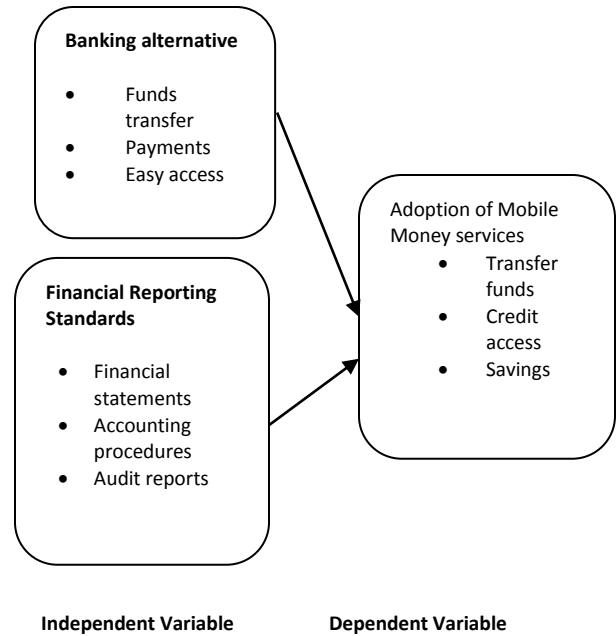 Banking alternative
• Funds
transfer
• Payments
• Easy access
Financial Reporting
Standards
• Financial
statements
• Accounting
procedures
• Audit reports
Adoption of Mobile
Money services
• Transfer
funds
• Credit
access
• Savings
Independent Variable
Dependent Variable